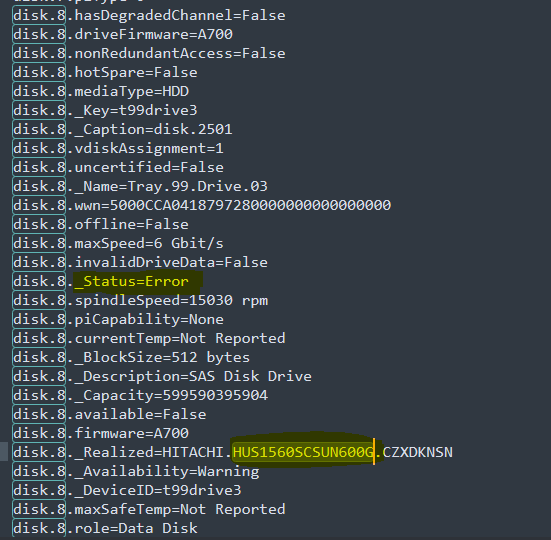 disk.8.hasDegradedChannel=False
disk.8.driveFirmware=A700
disk.8.nonRedundantAccess=False
disk.8.hotSpare=False
disk.8.mediaType=HDD
disk.8._Key=t99drive3
disk.8._Caption=disk.2501
disk.8.vdiskAssignment=1
disk.8.uncertified=False
disk.8._Name=Tray.99.Drive.03
disk.8.wwn=5000CCA0418797280000000000000000
disk.8.offline=False
disk.8.maxSpeed=6 Gbit/s
disk.8.invalidDriveData=False
disk.8._Status=Error
disk.8.spindleSpeed=15030 rpm
disk.8.piCapability=None
disk.8.currentTemp=Not Reported
disk.8._BlockSize=512 bytes
disk.8._Description=SAS Disk Drive
disk.8._Capacity=599590395904
disk.8.available=False
disk.8.firmware=A700
disk.8._Realized=HITACHI.HUS1560SCSUN600G.CZXDKNSN
disk.8._Availability=Warning
disk.8._DeviceID=t99drive3
disk.8.maxSafeTemp=Not Reported
disk.8.role=Data Disk